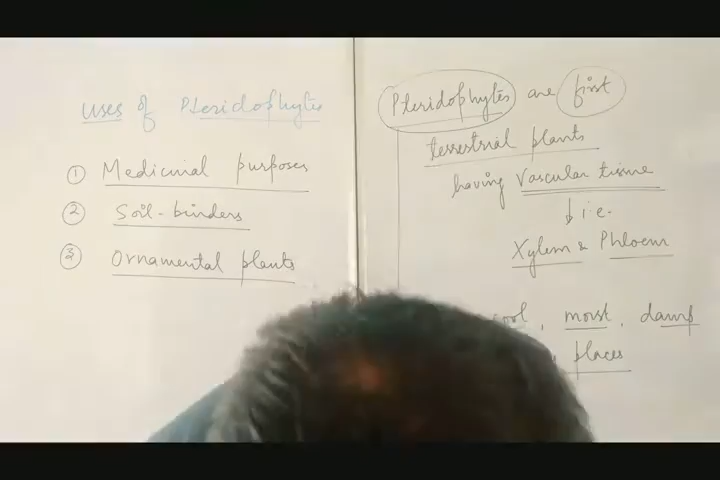 Uses of Pteridophytes
① Medicinal purposes
② Soil-binders
③ Ornamental plants
Pteridophytes are first
terrestrial plants
having Vascular tissue
↓ i.e.
Xylem & Phloem
, moist, damp
places